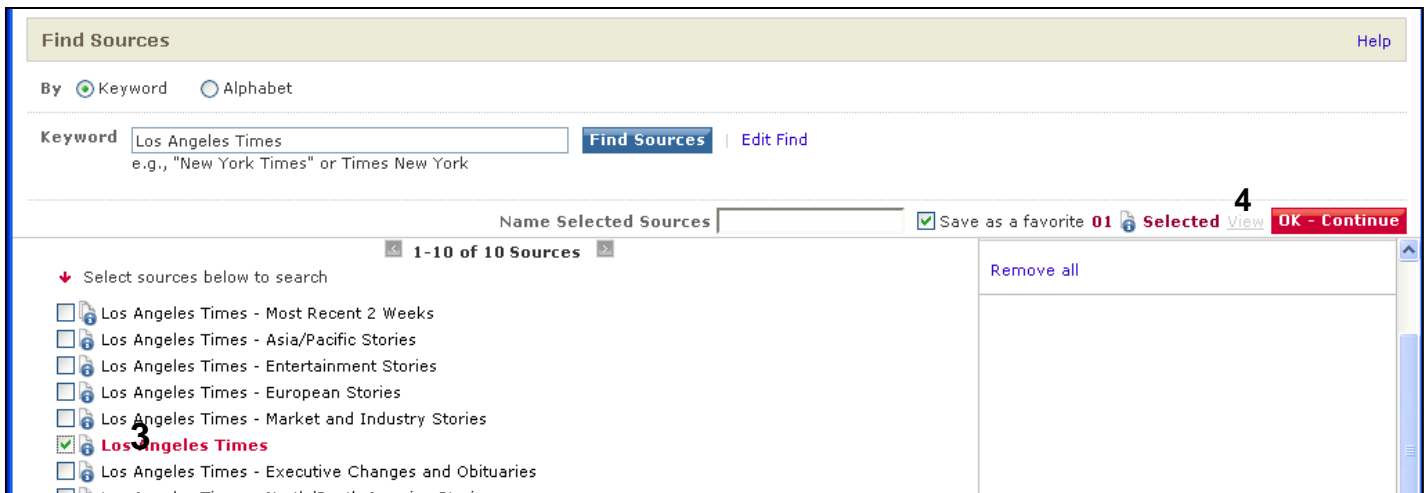 Find Sources Help
By Keyword Alphabet
Keyword Los Angeles Times Find Sources | Edit Find
e.g., "New York Times" or Times New York
4
Name Selected Sources Save as a favorite 01 Selected View OK - Continue
1-10 of 10 Sources
Remove all
Select sources below to search
Los Angeles Times - Most Recent 2 Weeks
Los Angeles Times - Asia/Pacific Stories
Los Angeles Times - Entertainment Stories
Los Angeles Times - European Stories
Los Angeles Times - Market and Industry Stories
3
Los Angeles Times
Los Angeles Times - Executive Changes and Obituaries